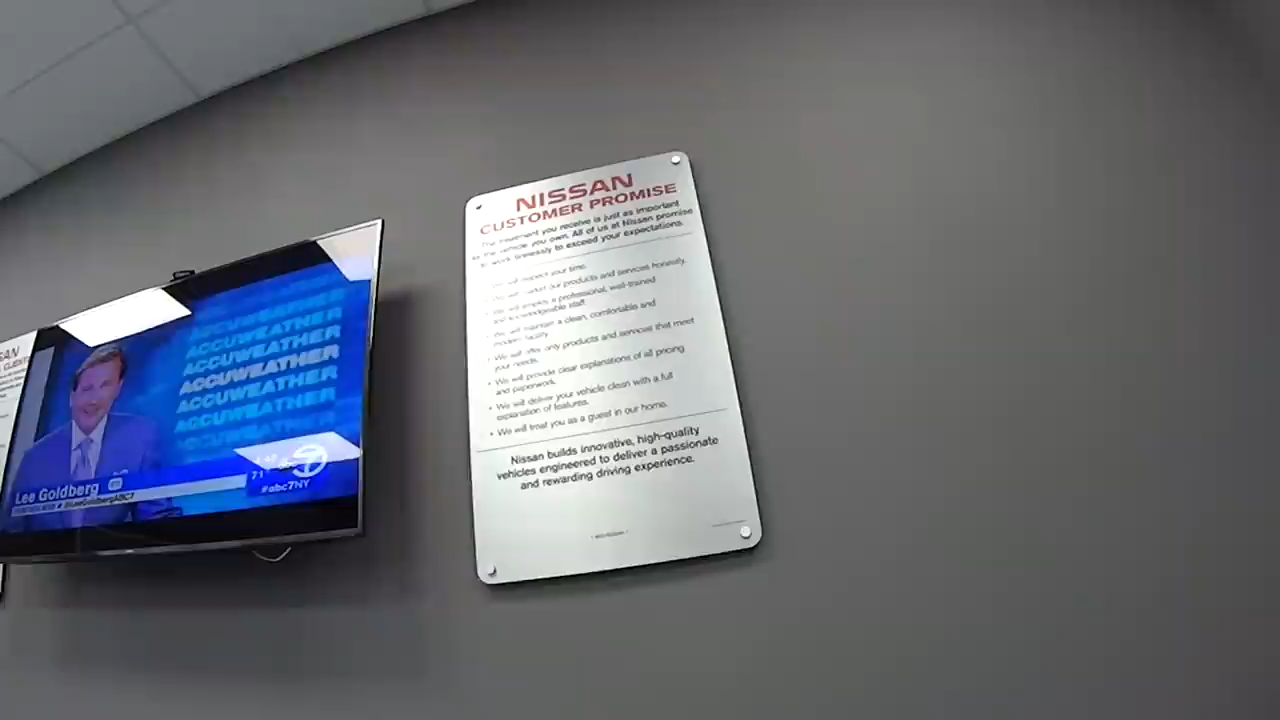 NISSAN
CUSTOMER PROMISE
The treatment you receive is just as important
as the vehicle you own. All of us at Nissan promise
to work tirelessly to exceed your expectations.
We will respect your time.
We will market our products and services honestly.
We will employ a professional, well-trained
and knowledgeable staff.
We will maintain a clean, comfortable and
modern facility.
• We will offer only products and services that meet
your needs.
• We will provide clear explanations of all pricing
and paperwork.
• We will deliver your vehicle clean with a full
explanation of features.
• We will treat you as a guest in our home.
Nissan builds innovative, high-quality
vehicles engineered to deliver a passionate
and rewarding driving experience.
ACCUWEATHER
ACCUWEATHER
ACCUWEATHER
ACCUWEATHER
ACCUWEATHER
ACCUWEATHER
Lee Goldberg
71
abc7
#abc7NY
SAN